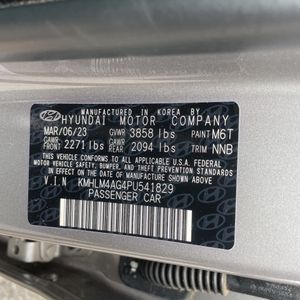 MANUFACTURED IN KOREA BY
HYUNDAI MOTOR COMPANY
MAR/06/23 GVWR 3858 lbs PAINT M6T
GAWR FRONT 2271 lbs GAWR REAR 2094 lbs TRIM NNB
THIS VEHICLE CONFORMS TO ALL APPLICABLE
U.S. FEDERAL MOTOR VEHICLE SAFETY,
BUMPER, AND THEFT PREVENTION STANDARDS
IN EFFECT ON THE DATE OF MANUFACTURE
SHOWN ABOVE.
V.I.N KMHLM4AG4PU541829
PASSENGER CAR